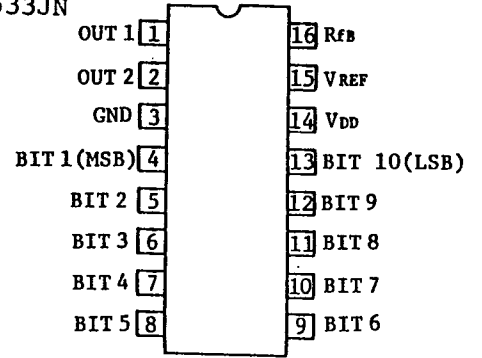 533JN
OUT 1 1 16 RfB
OUT 2 2 15 VREF
GND 3 14 VDD
BIT 1(MSB) 4 13 BIT 10(LSB)
BIT 2 5 12 BIT 9
BIT 3 6 11 BIT 8
BIT 4 7 10 BIT 7
BIT 5 8 9 BIT 6